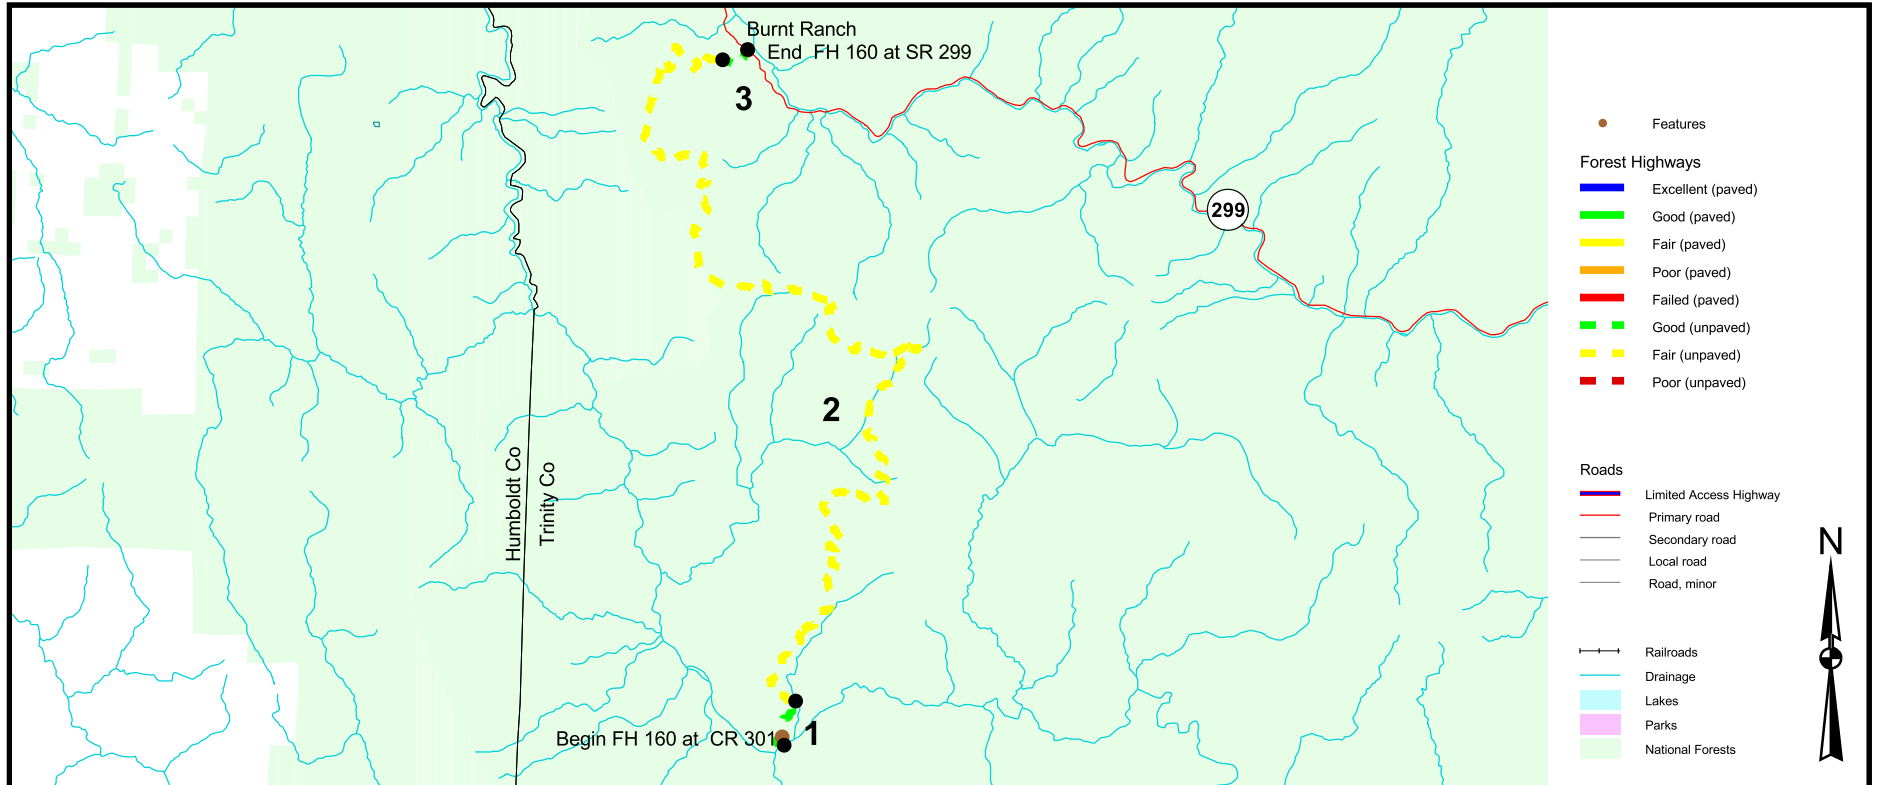 Burnt Ranch
End FH 160 at SR 299
3
299
2
Humboldt Co
Trinity Co
Begin FH 160 at CR 301
1
Features
Forest Highways
Excellent (paved)
Good (paved)
Fair (paved)
Poor (paved)
Failed (paved)
Good (unpaved)
Fair (unpaved)
Poor (unpaved)
Roads
Limited Access Highway
Primary road
Secondary road
Local road
Road, minor
Railroads
Drainage
Lakes
Parks
National Forests
N